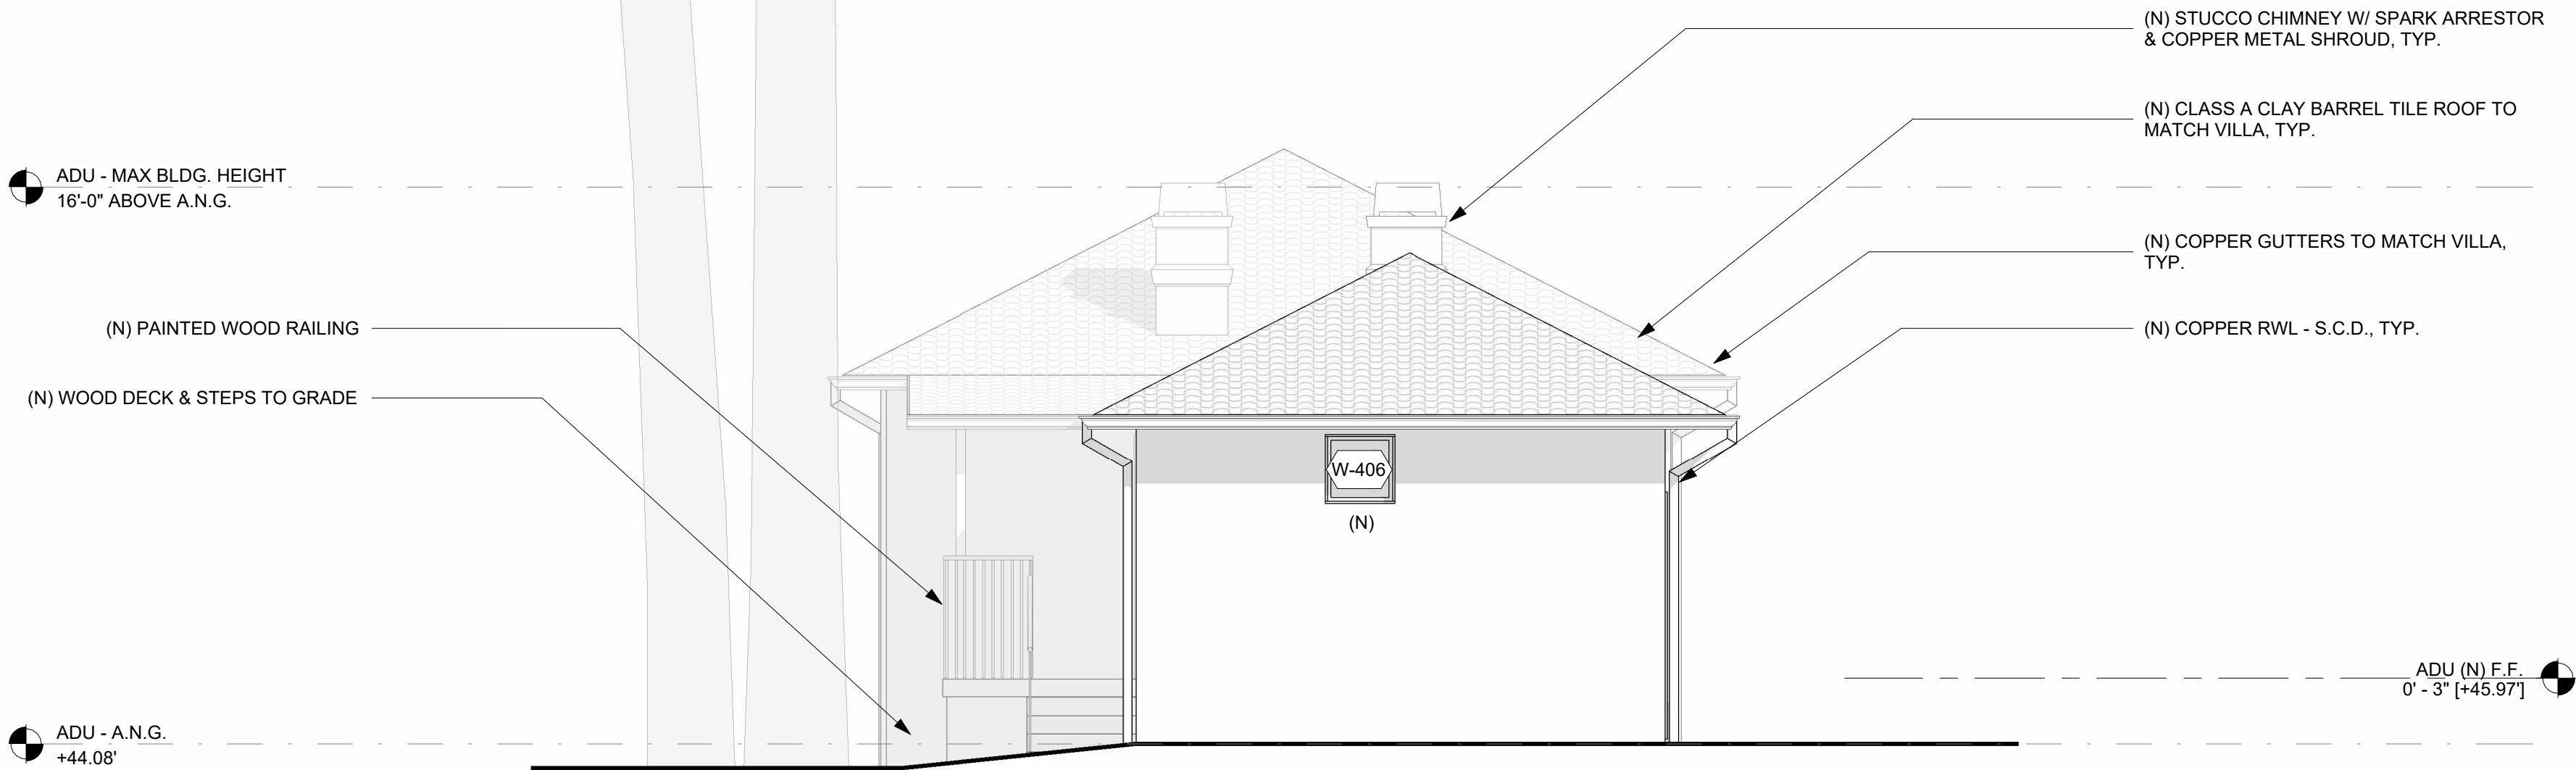 (N) STUCCO CHIMNEY W/ SPARK ARRESTOR
& COPPER METAL SHROUD, TYP.
(N) CLASS A CLAY BARREL TILE ROOF TO
MATCH VILLA, TYP.
ADU - MAX BLDG. HEIGHT
16'-0" ABOVE A.N.G.
(N) COPPER GUTTERS TO MATCH VILLA,
TYP.
(N) PAINTED WOOD RAILING
(N) COPPER RWL - S.C.D., TYP.
(N) WOOD DECK & STEPS TO GRADE
W-406
(N)
ADU (N) F.F.
0' - 3" [+45.97']
ADU - A.N.G.
+44.08'